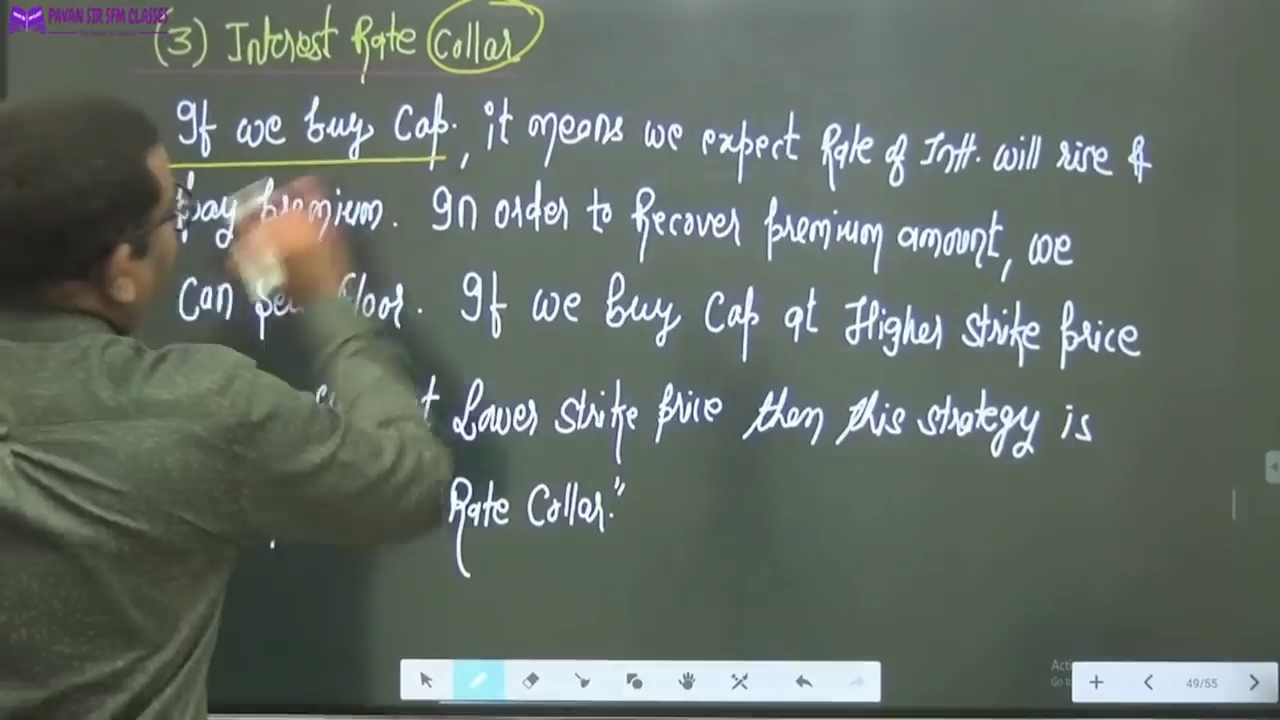 PAVAN SIR SFM CLASSES
(3) Interest Rate Collar
If we buy Cap, it means we expect Rate of Intt. will rise &
pay premium. In order to Recover premium amount, we
Can floor. If we buy Cap at Higher strike price
Lower strike price then this strategy is
Rate Collar."
49/55